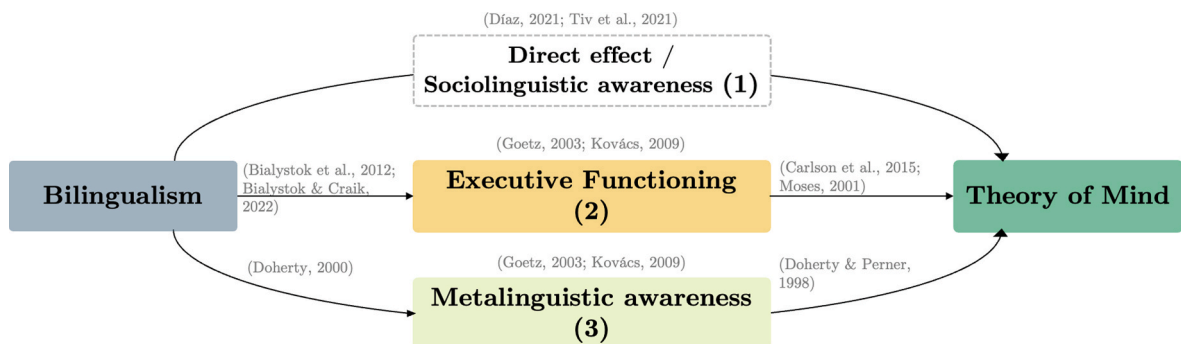 (Díaz, 2021; Tiv et al., 2021)
Direct effect /
Sociolinguistic awareness (1)
(Goetz, 2003; Kovács, 2009)
Bilingualism
(Bialystok et al., 2012;
Bialystok & Craik,
2022)
Executive Functioning
(2)
(Carlson et al., 2015;
Moses, 2001)
Theory of Mind
(Doherty, 2000)
(Goetz, 2003; Kovács, 2009)
Metalinguistic awareness
(3)
(Doherty & Perner,
1998)